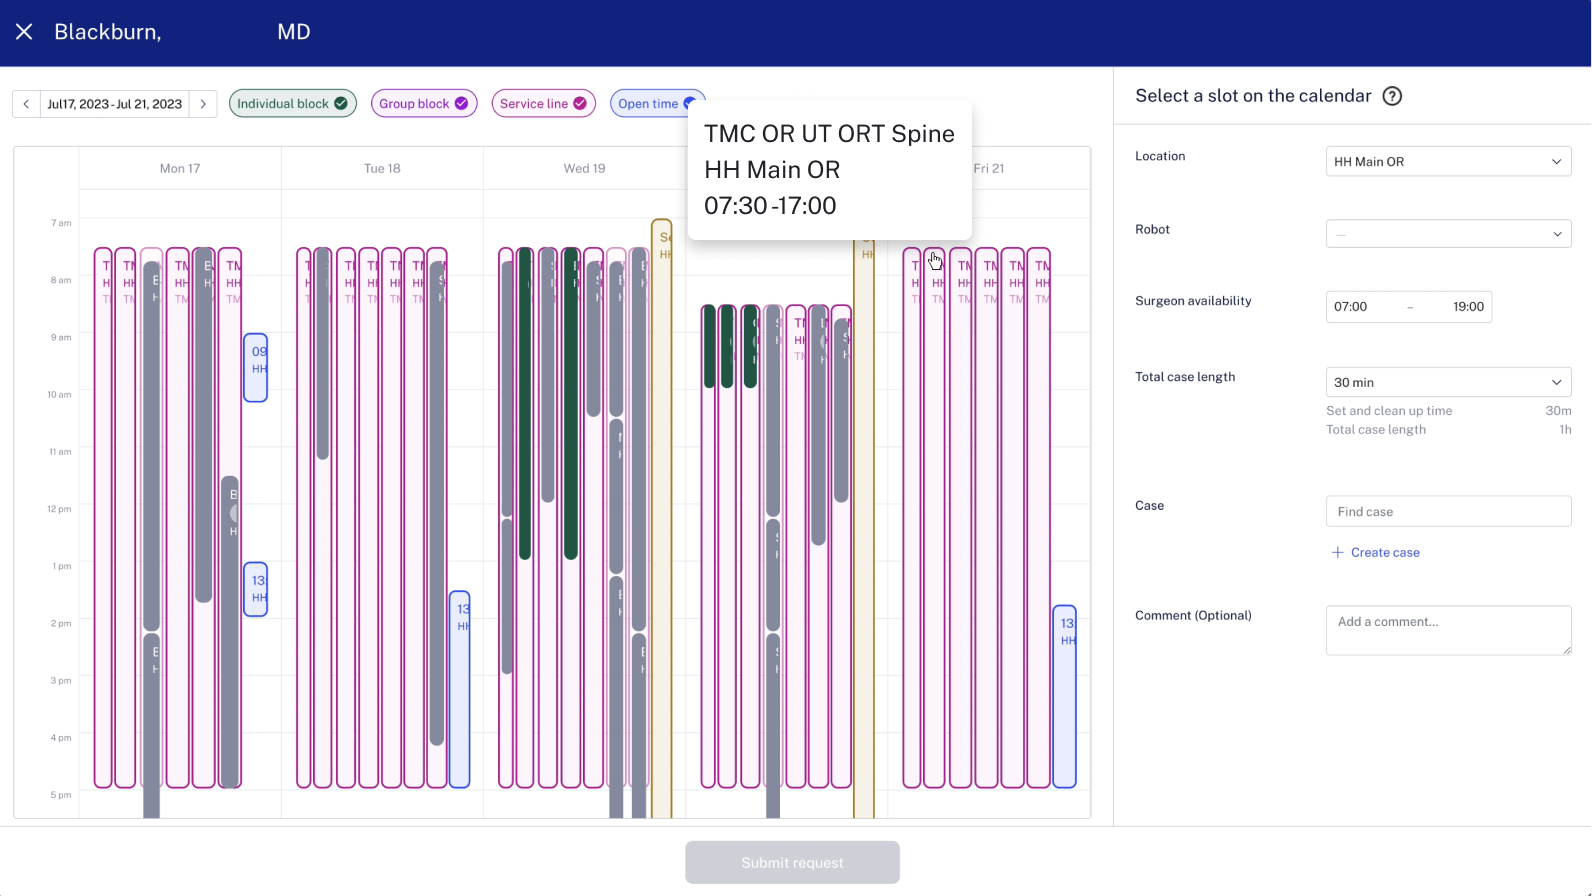 Blackburn, MD
Jul17, 2023 - Jul 21, 2023
Individual block
Group block
Service line
Open time
Select a slot on the calendar
TMC OR UT ORT Spine
HH Main OR
07:30 -17:00
Mon 17
Tue 18
Wed 19
Fri 21
7 am
8 am
9 am
10 am
11 am
12 pm
1 pm
2 pm
3 pm
4 pm
5 pm
09
HH
13:
HH
13
HH
13:
HH
Location
HH Main OR
Robot
Surgeon availability
07:00 – 19:00
Total case length
30 min
Set and clean up time 30m
Total case length 1h
Case
Find case
+ Create case
Comment (Optional)
Add a comment...
Submit request